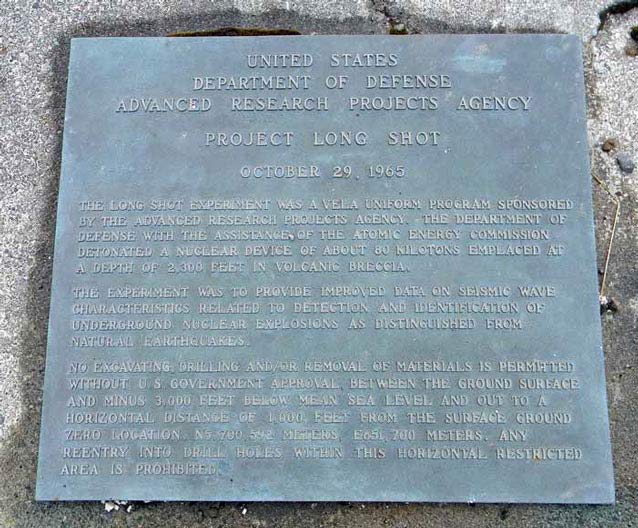 UNITED STATES
DEPARTMENT OF DEFENSE
ADVANCED RESEARCH PROJECTS AGENCY
PROJECT LONG SHOT
OCTOBER 29, 1965
THE LONG SHOT EXPERIMENT WAS A VELA UNIFORM PROGRAM SPONSORED
BY THE ADVANCED RESEARCH PROJECTS AGENCY. THE DEPARTMENT OF
DEFENSE WITH THE ASSISTANCE OF THE ATOMIC ENERGY COMMISSION
DETONATED A NUCLEAR DEVICE OF ABOUT 80 KILOTONS EMPLACED AT
A DEPTH OF 2,300 FEET IN VOLCANIC BRECCIA.
THE EXPERIMENT WAS TO PROVIDE IMPROVED DATA ON SEISMIC WAVE
CHARACTERISTICS RELATED TO DETECTION AND IDENTIFICATION OF
UNDERGROUND NUCLEAR EXPLOSIONS AS DISTINGUISHED FROM
NATURAL EARTHQUAKES.
NO EXCAVATING, DRILLING AND/OR REMOVAL OF MATERIALS IS PERMITTED
WITHOUT U.S. GOVERNMENT APPROVAL, BETWEEN THE GROUND SURFACE
AND MINUS 3,000 FEET BELOW MEAN SEA LEVEL AND OUT TO A
HORIZONTAL DISTANCE OF 1,000 FEET FROM THE SURFACE GROUND
ZERO LOCATION, METERS, METERS. ANY
REENTRY INTO DRILL HOLES WITHIN THIS HORIZONTAL RESTRICTED
AREA IS PROHIBITED.